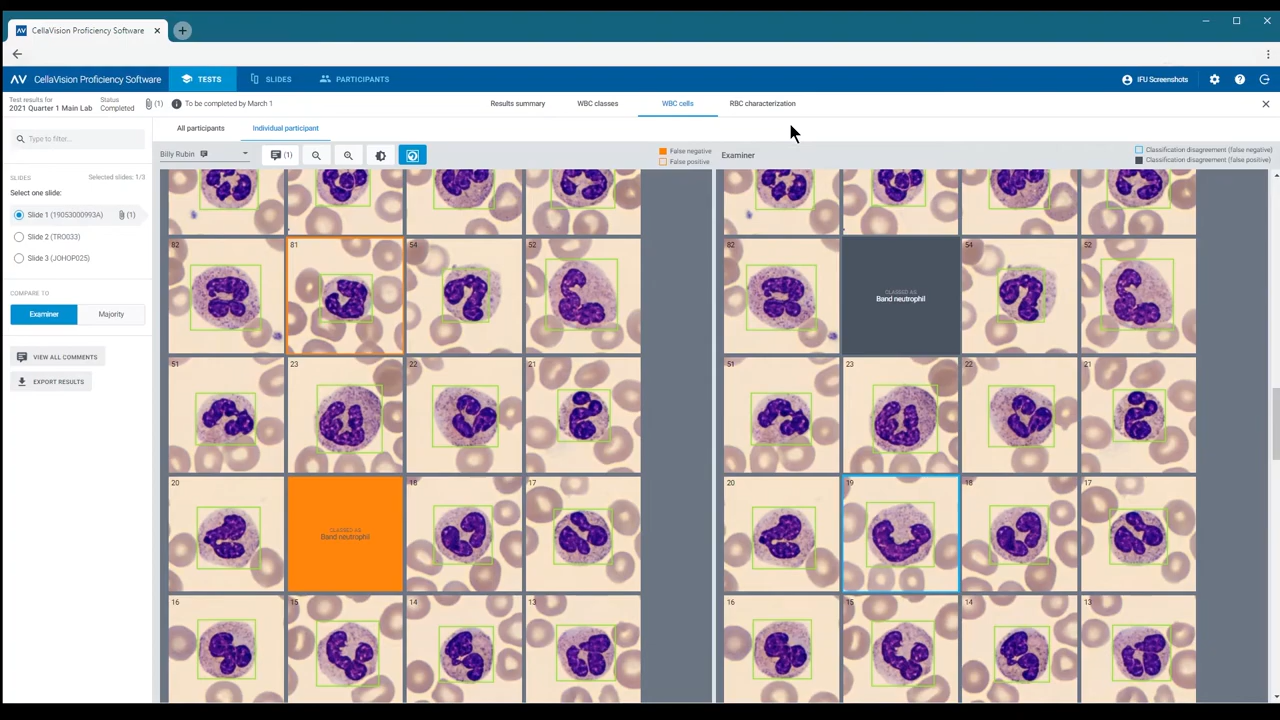 CellaVision Proficiency Software
CellaVision Proficiency Software
TESTS
SLIDES
PARTICIPANTS
IFU Screenshots
Test results for
2021 Quarter 1 Main Lab
Status
Completed
(1)
To be completed by March 1
Results summary
WBC classes
WBC cells
RBC characterization
All participants
Individual participant
Type to filter...
SLIDES
Selected slides: 1/3
Select one slide:
Slide 1 (19053000993A)
(1)
Slide 2 (TRO033)
Slide 3 (JOHOP025)
COMPARE TO
Examiner
Majority
VIEW ALL COMMENTS
EXPORT RESULTS
Billy Rubin
(1)
False negative
False positive
82
81
54
52
51
23
22
21
20
CLASSED AS
Band neutrophil
18
17
16
15
14
13
Examiner
Classification disagreement (false negative)
Classification disagreement (false positive)
82
CLASSED AS
Band neutrophil
54
52
51
23
22
21
20
19
18
17
16
15
14
13